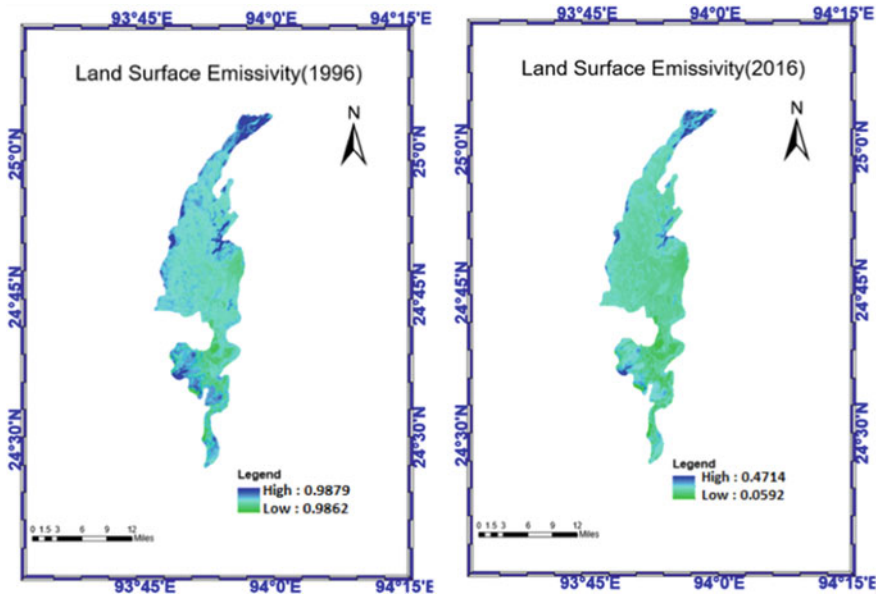 93°45'E 94°0'E 94°15'E
Land Surface Emissivity(1996)
N
25°0'N 25°0'N
24°45'N 24°45'N
24°30'N 24°30'N
Legend
High : 0.9879
Low : 0.9862
0 1.5 3 6 9 12
Miles
93°45'E 94°0'E 94°15'E
93°45'E 94°0'E 94°15'E
Land Surface Emissivity(2016)
N
25°0'N 25°0'N
24°45'N 24°45'N
24°30'N 24°30'N
Legend
High : 0.4714
Low : 0.0592
0 1.5 3 6 9 12
Miles
93°45'E 94°0'E 94°15'E